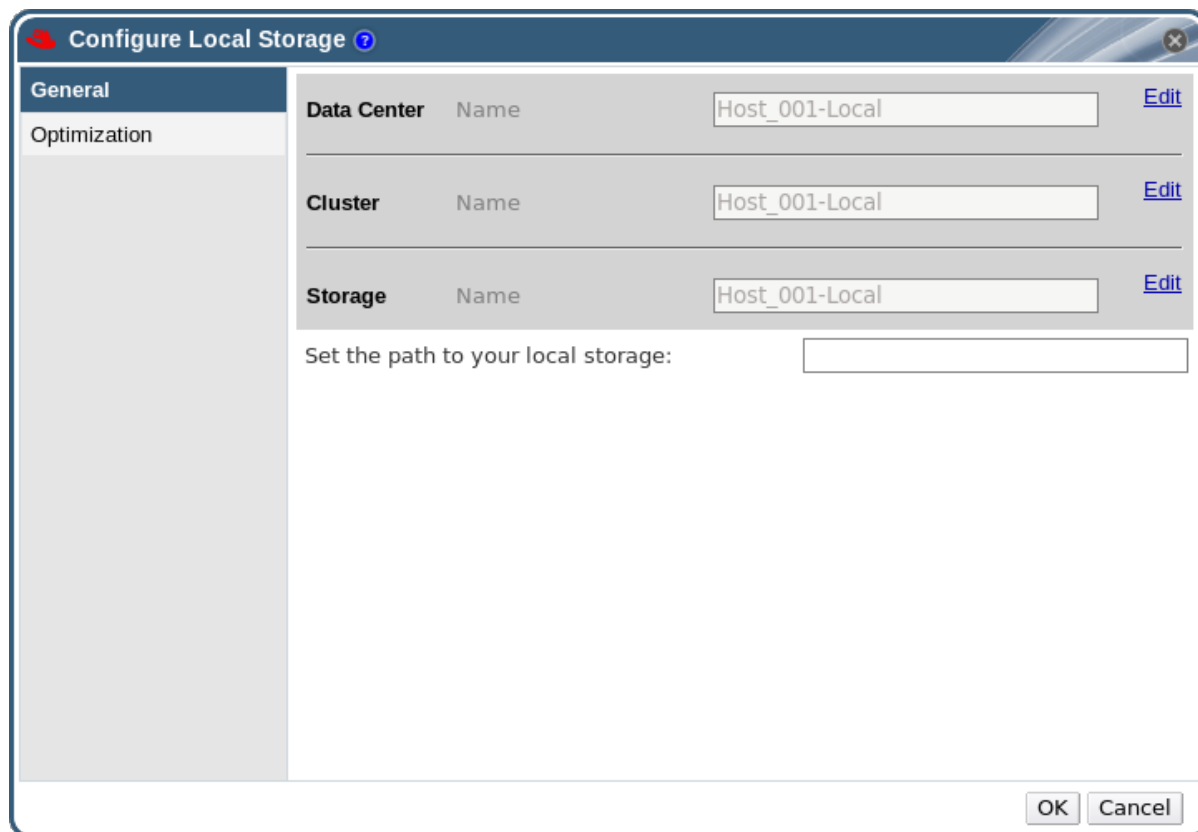 Configure Local Storage ?
General
Optimization
Data Center Name Host_001-Local Edit
Cluster Name Host_001-Local Edit
Storage Name Host_001-Local Edit
Set the path to your local storage:
OK Cancel